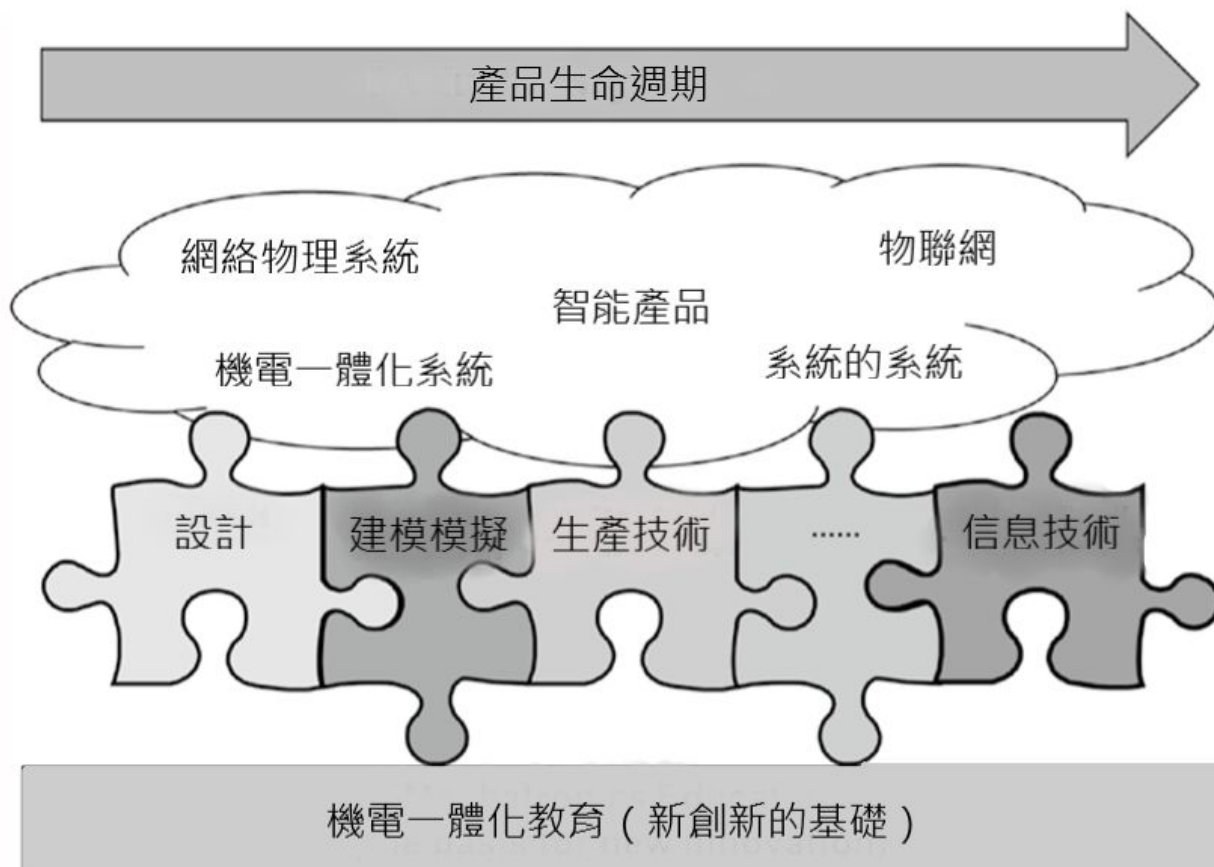 產品生命週期
網絡物理系統
物聯網
智能產品
機電一體化系統
系統的系統
設計
建模模擬
生產技術
......
信息技術
機電一體化教育（新創新的基礎）